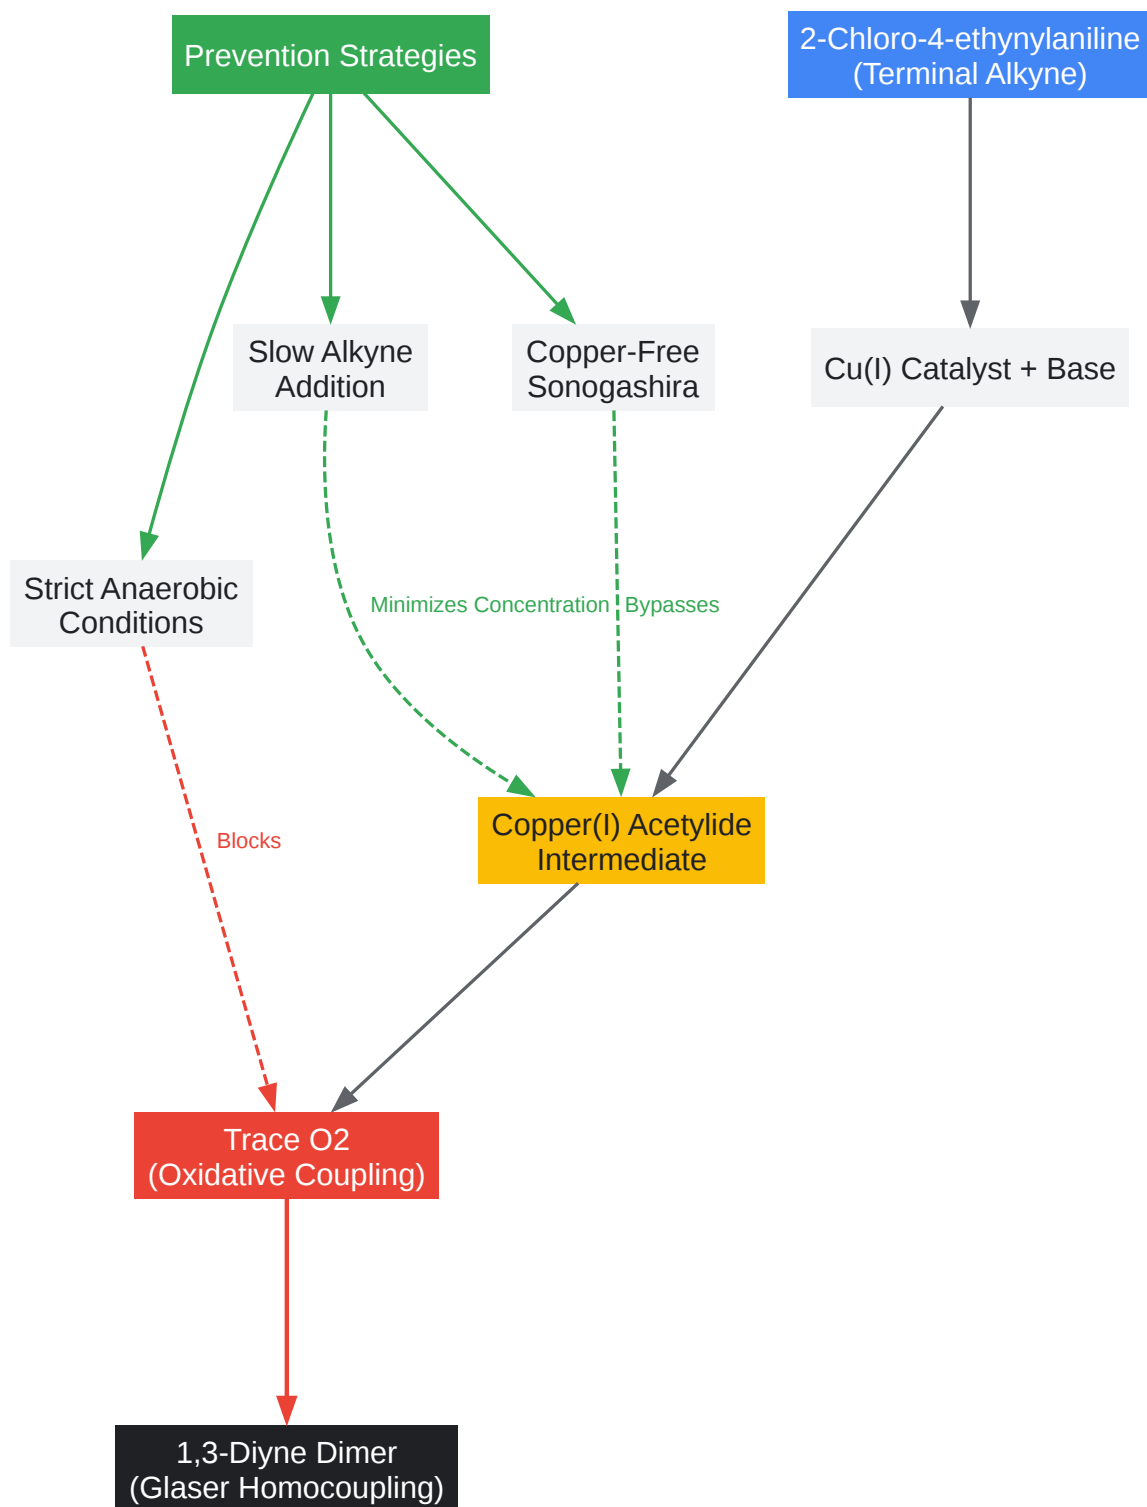 Prevention Strategies
2-Chloro-4-ethynylaniline
(Terminal Alkyne)
Slow Alkyne
Addition
Copper-Free
Sonogashira
Cu(I) Catalyst + Base
Strict Anaerobic
Conditions
Minimizes Concentration
Bypasses
Copper(I) Acetylide
Intermediate
Blocks
Trace O2
(Oxidative Coupling)
1,3-Diyne Dimer
(Glaser Homocoupling)